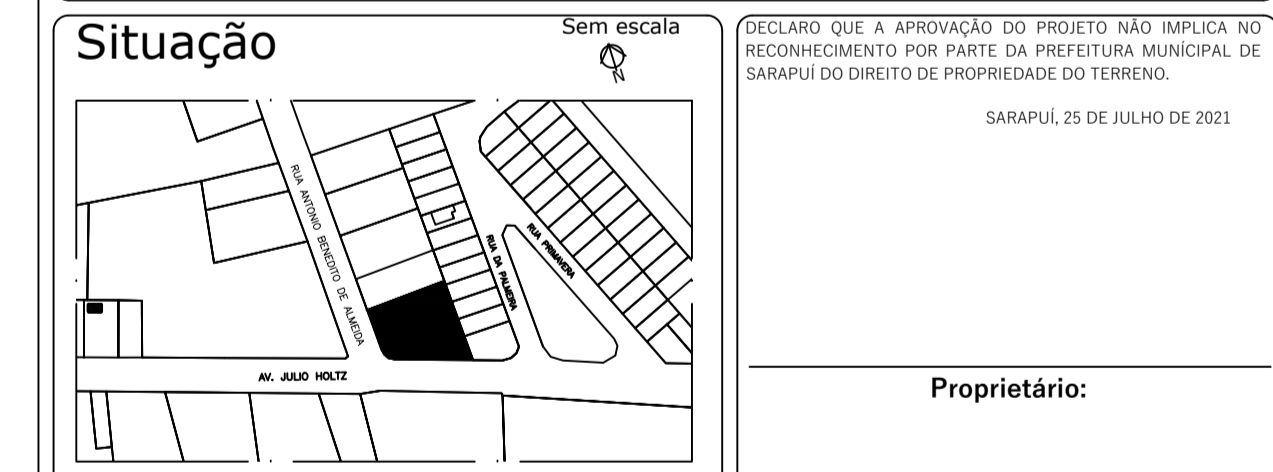 Situação
Sem escala
N
RUA ANTONIO BENEDITO DE ALMEIDA
RUA DA PALMEIRA
RUA PRIMAVERA
AV. JULIO HOLTZ
DECLARO QUE A APROVAÇÃO DO PROJETO NÃO IMPLICA NO
RECONHECIMENTO POR PARTE DA PREFEITURA MUNÍCIPAL DE
SARAPUÍ DO DIREITO DE PROPRIEDADE DO TERRENO.
SARAPUÍ, 25 DE JULHO DE 2021
Proprietário: